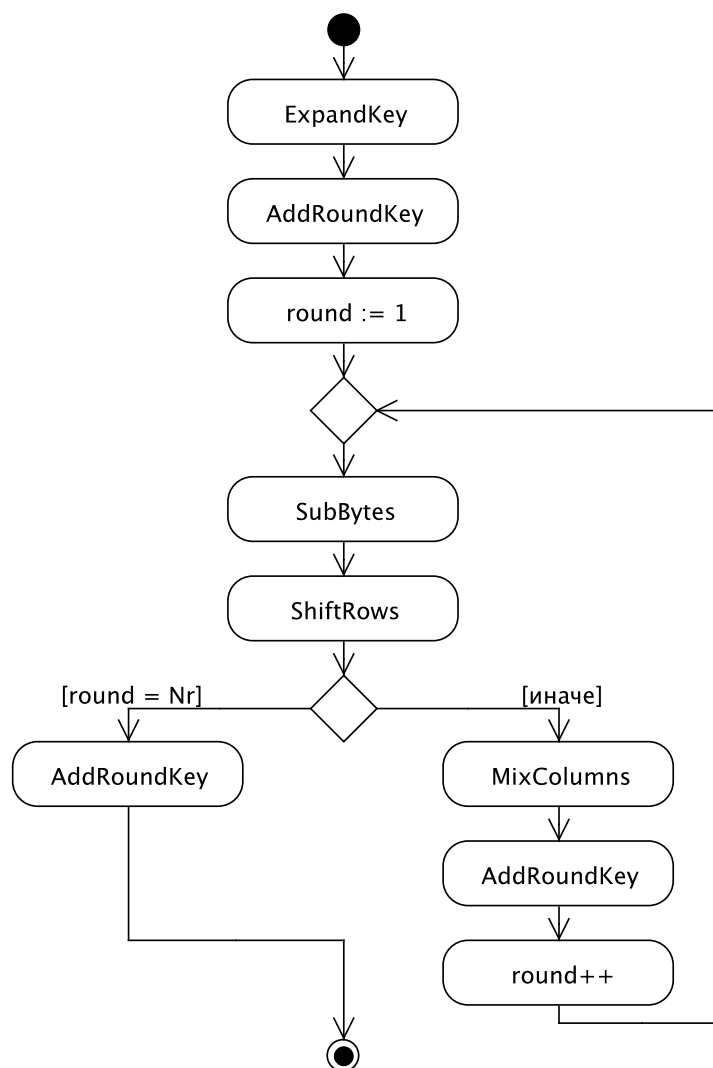 ExpandKey
AddRoundKey
round := 1
SubBytes
ShiftRows
[round = Nr]
[иначе]
AddRoundKey
MixColumns
AddRoundKey
round++